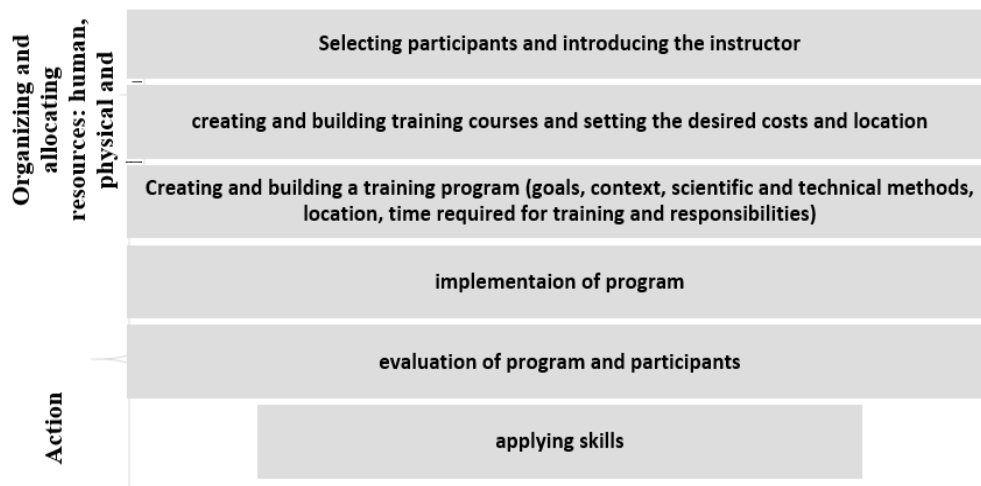 Organizing and
allocating
resources: human,
physical and
Selecting participants and introducing the instructor
creating and building training courses and setting the desired costs and location
Creating and building a training program (goals, context, scientific and technical methods,
location, time required for training and responsibilities)
implementaion of program
evaluation of program and participants
Action
applying skills